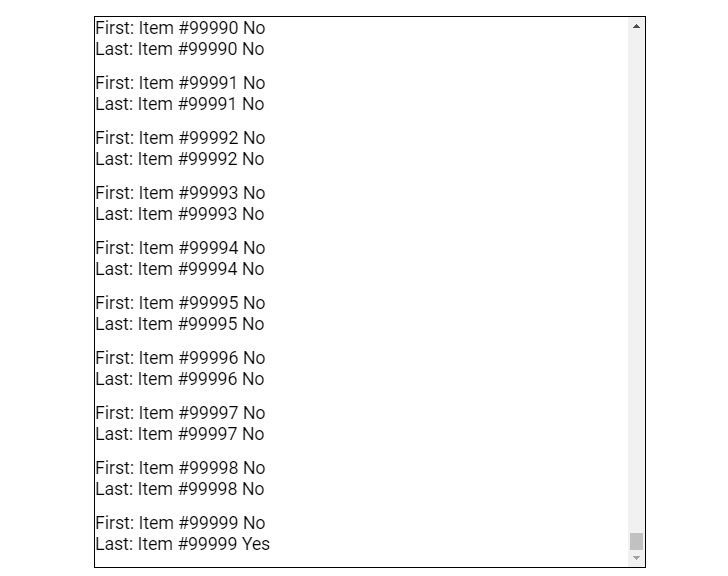 First: Item #99990 No
Last: Item #99990 No
First: Item #99991 No
Last: Item #99991 No
First: Item #99992 No
Last: Item #99992 No
First: Item #99993 No
Last: Item #99993 No
First: Item #99994 No
Last: Item #99994 No
First: Item #99995 No
Last: Item #99995 No
First: Item #99996 No
Last: Item #99996 No
First: Item #99997 No
Last: Item #99997 No
First: Item #99998 No
Last: Item #99998 No
First: Item #99999 No
Last: Item #99999 Yes